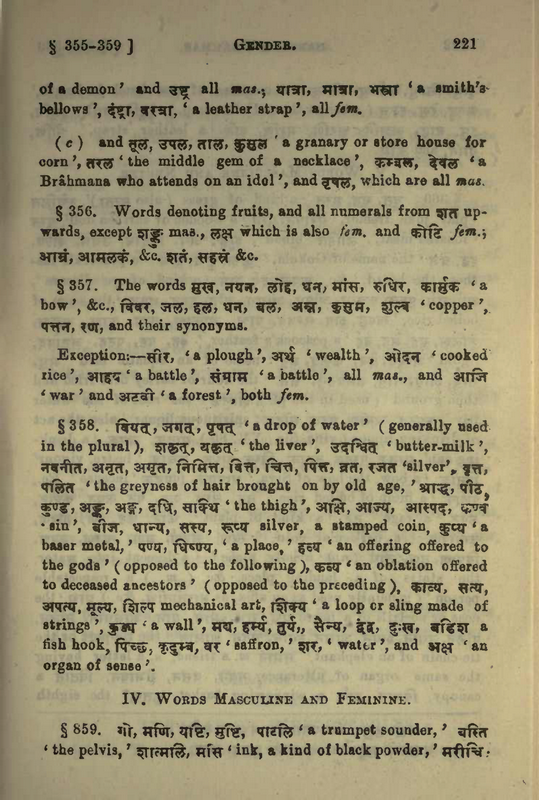 § 355-359 ] GENDER. 221
of a demon’ and उष्ट्र all mas.; यात्रा, मात्रा, भस्त्रा ‘a smith's-
bellows’, दंष्ट्रा, वरत्रा, ‘a leather strap’, all fem.
(c) and तूल, उपल, ताल, कुसूल ‘a granary or store house for
corn’, तरल ‘the middle gem of a necklace’, कम्बल, देवल ‘a
Brâhmana who attends on an idol’, and वृषल, which are all mas.
§ 356. Words denoting fruits, and all numerals from शत up-
wards, except शङ्कु mas., लक्ष which is also fem. and कोटि fem.;
आम्रं, आमलकं, &c. शतं, सहस्रं &c.
§ 357. The words मुख, नयन, लोह, वन, मांस, रुधिर, कार्मुक ‘a
bow’, &c., विवर, जल, हल, धन, बल, अन्न, कुसुम, शुल्ब ‘copper’,
पत्तन, रण, and their synonyms.
Exception:—सीर, ‘a plough’, अर्थ ‘wealth’, ओदन ‘cooked
rice’, आहव ‘a battle’, संग्राम ‘a battle’, all mas., and आजि
‘war’ and अटवी ‘a forest’, both fem.
§ 358. वियत्, जगत्, पृषत् ‘a drop of water’ (generally used
in the plural), शकृत्, यकृत् ‘the liver’, उदश्वित् ‘butter-milk’,
नवनीत, अनृत, अमृत, निमित्त, वित्त, चित्त, पित्त, व्रत, रजत ‘silver’, वृत्त,
पलित ‘the greyness of hair brought on by old age,’ श्राद्ध, पीठ,
कुण्ड, अङ्क, अङ्ग, दधि, सक्थि ‘the thigh’, अक्षि, आज्य, आस्पद, कण्व
‘sin’, बीज, धान्य, सस्य, रूप्य silver, a stamped coin, कुप्य ‘a
baser metal,’ पण्य, धिष्ण्य, ‘a place,’ हव्य ‘an offering offered to
the gods’ (opposed to the following), कव्य ‘an oblation offered
to deceased ancestors’ (opposed to the preceding), काव्य, सत्य,
अपत्य, मूल्य, शिल्प mechanical art, शिक्य ‘a loop or sling made of
strings’, कुड्य ‘a wall’, मद्य, हर्म्य, तूर्य,, सैन्य, द्वंद्व, दुःख, बडिश a
fish hook, पिच्छ, कुटुम्ब, वर ‘saffron,’ शर, ‘water’, and अक्ष ‘an
organ of sense’.
IV. WORDS MASCULINE AND FEMININE.
§ 859. गो, मणि, यष्टि, मुष्टि, पाटलि ‘a trumpet sounder,’ वस्ति
‘the pelvis,’ शाल्मलि, मसि ‘ink, a kind of black powder,’ मरीचि